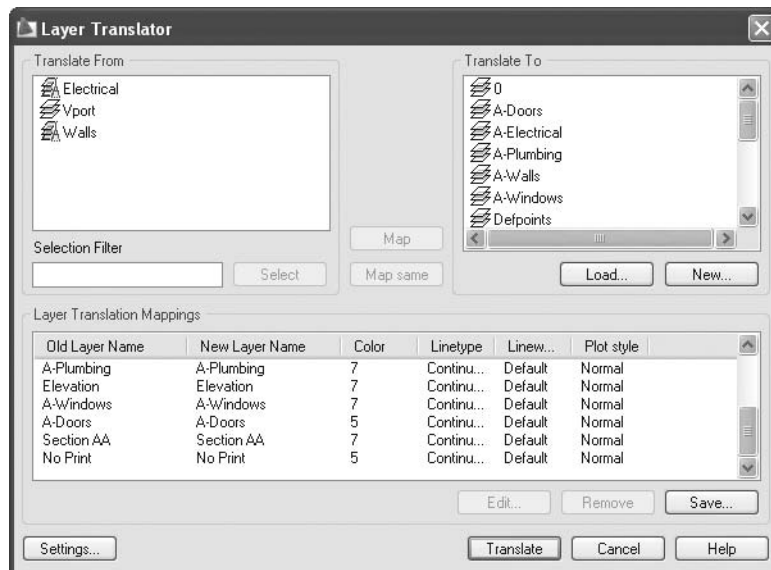 Layer Translator
Translate From
Electrical
Vport
Walls
Selection Filter
Select
Map
Map same
Translate To
0
A-Doors
A-Electrical
A-Plumbing
A-Walls
A-Windows
Defpoints
Load...
New...
Layer Translation Mappings
Old Layer Name New Layer Name Color Linetype Linew... Plot style
A-Plumbing A-Plumbing 7 Continu... Default Normal
Elevation Elevation 7 Continu... Default Normal
A-Windows A-Windows 7 Continu... Default Normal
A-Doors A-Doors 5 Continu... Default Normal
Section AA Section AA 7 Continu... Default Normal
No Print No Print 5 Continu... Default Normal
Edit... Remove Save...
Settings... Translate Cancel Help